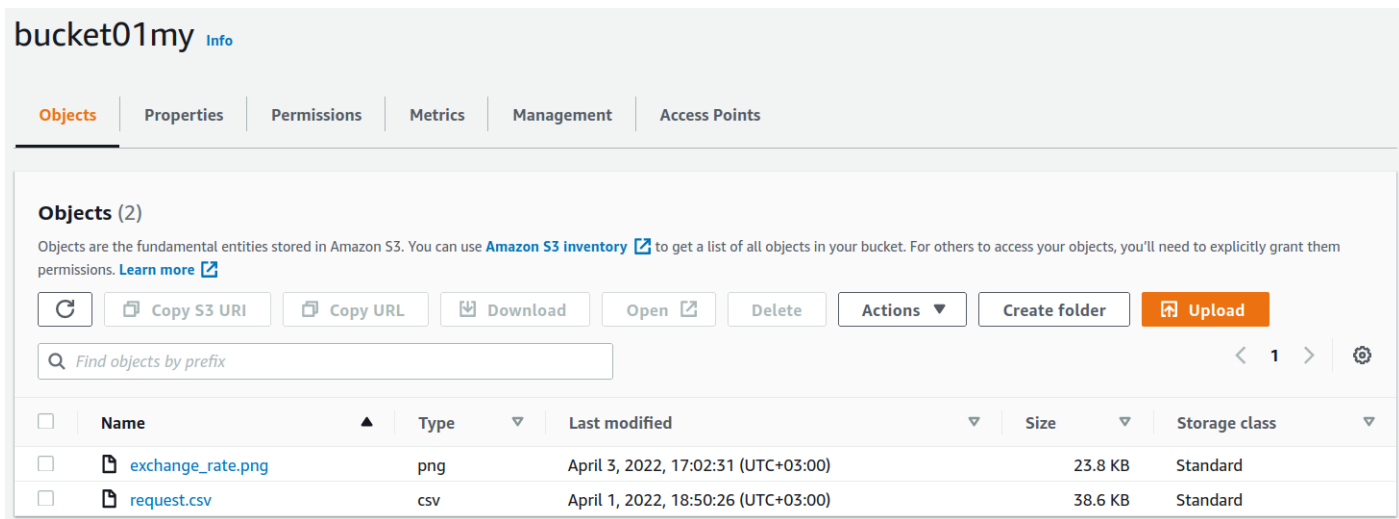 bucket01my Info
Objects Properties Permissions Metrics Management Access Points
Objects (2)
Objects are the fundamental entities stored in Amazon S3. You can use Amazon S3 inventory to get a list of all objects in your bucket. For others to access your objects, you'll need to explicitly grant them
permissions. Learn more
Copy S3 URI Copy URL Download Open Delete Actions Create folder Upload
Find objects by prefix 1
Name Type Last modified Size Storage class
exchange_rate.png png April 3, 2022, 17:02:31 (UTC+03:00) 23.8 KB Standard
request.csv csv April 1, 2022, 18:50:26 (UTC+03:00) 38.6 KB Standard